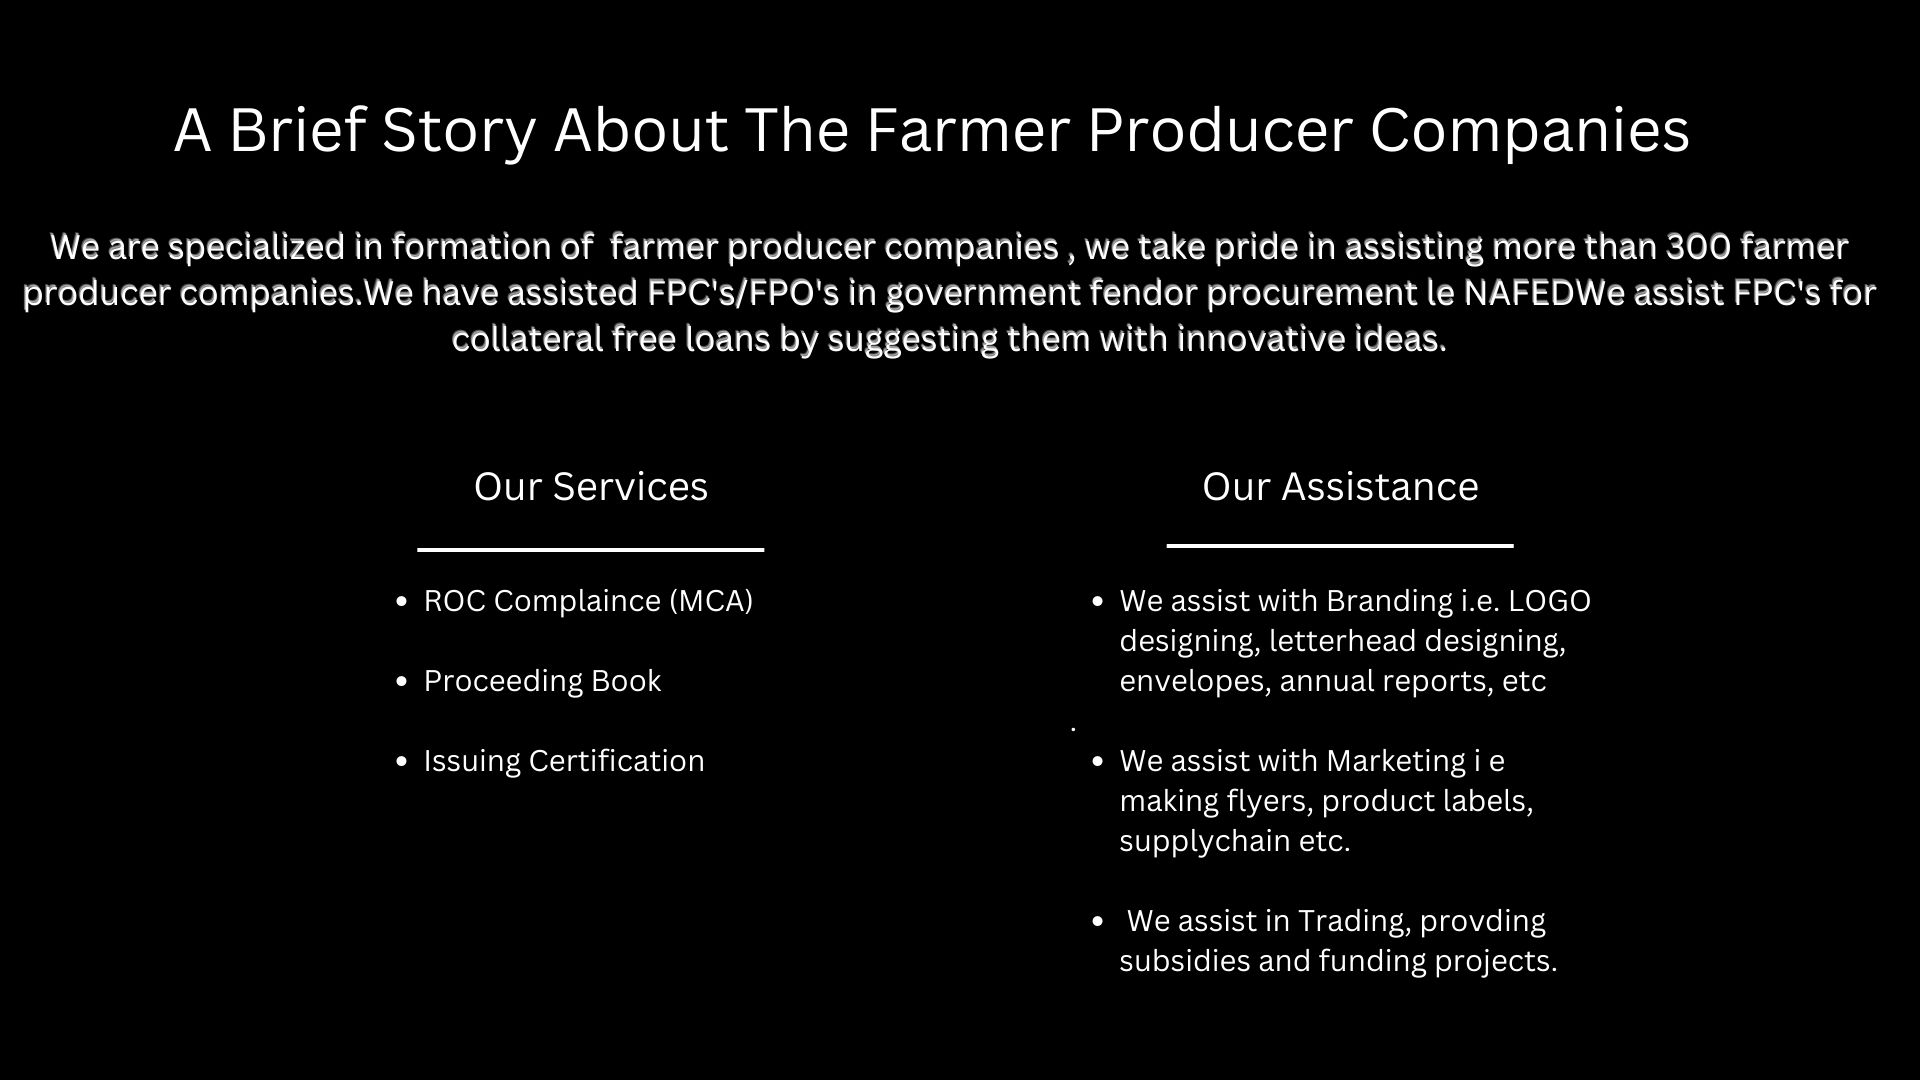 A Brief Story About The Farmer Producer Companies
We are specialized in formation of  farmer producer companies , we take pride in assisting more than 300 farmer
producer companies.We have assisted FPC's/FPO's in government fendor procurement le NAFEDWe assist FPC's for
collateral free loans by suggesting them with innovative ideas.
Our Services
• ROC Complaince (MCA)
• Proceeding Book
• Issuing Certification
Our Assistance
• We assist with Branding i.e. LOGO
designing, letterhead designing,
envelopes, annual reports, etc
.
• We assist with Marketing i e
making flyers, product labels,
supplychain etc.
•  We assist in Trading, provding
subsidies and funding projects.